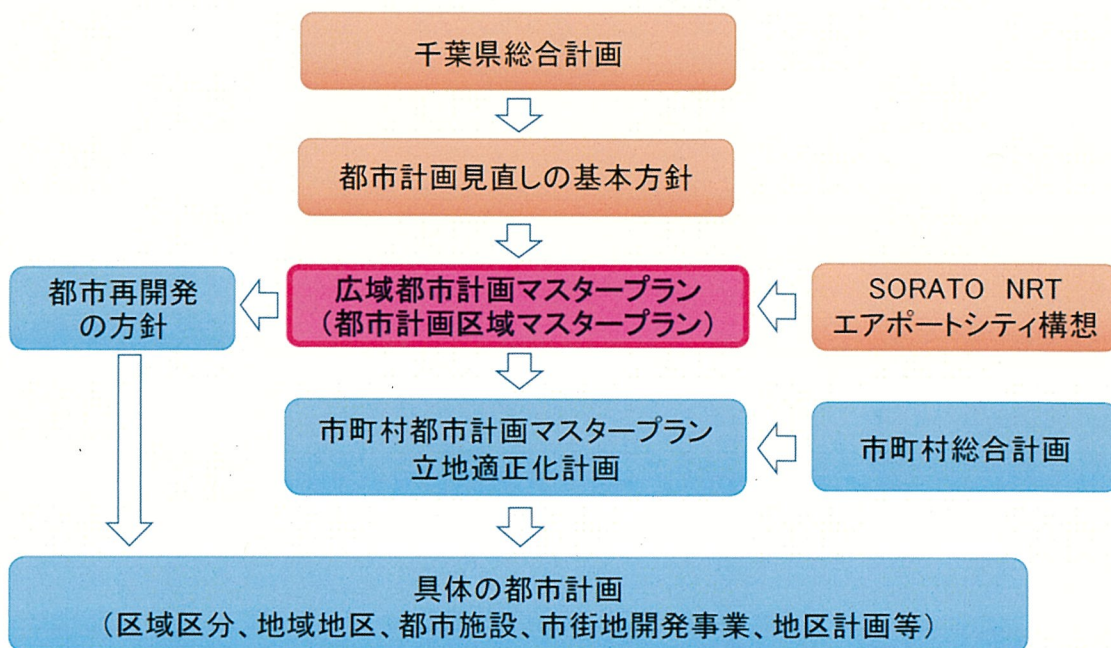 千葉県総合計画
都市計画見直しの基本方針
都市再開発
の方針
広域都市計画マスタープラン
（都市計画区域マスタープラン）
SORATO NRT
エアポートシティ構想
市町村都市計画マスタープラン
立地適正化計画
市町村総合計画
具体の都市計画
（区域区分、地域地区、都市施設、市街地開発事業、地区計画等）